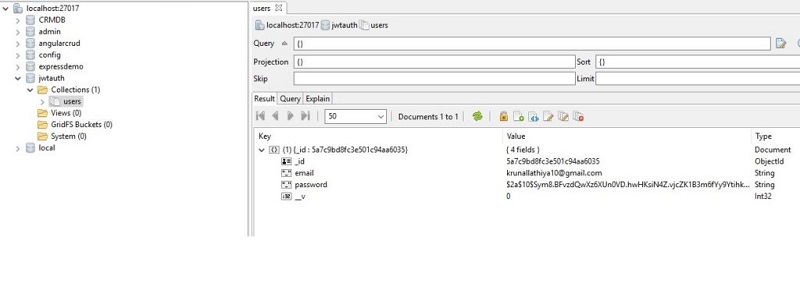 localhost:27017
CRMDB
admin
angularcrud
config
expressdemo
jwtauth
Collections (1)
users
Views (0)
GridFS Buckets (0)
System (0)
local
users
localhost:27017 jwtauth users
Query {}
Projection {} Sort {}
Skip Limit
Result Query Explain
50 Documents 1 to 1
Key Value Type
(1) {_id : 5a7c9bd8fc3e501c94aa6035} { 4 fields } Document
_id 5a7c9bd8fc3e501c94aa6035 ObjectId
email krunallathiya10@gmail.com String
password $2a$10$Sym8.BFvzdQwXz6XUn0VD.hwHKsiN4Z.vjcZK1B3m6fYy9Ytihk... String
__v 0 Int32